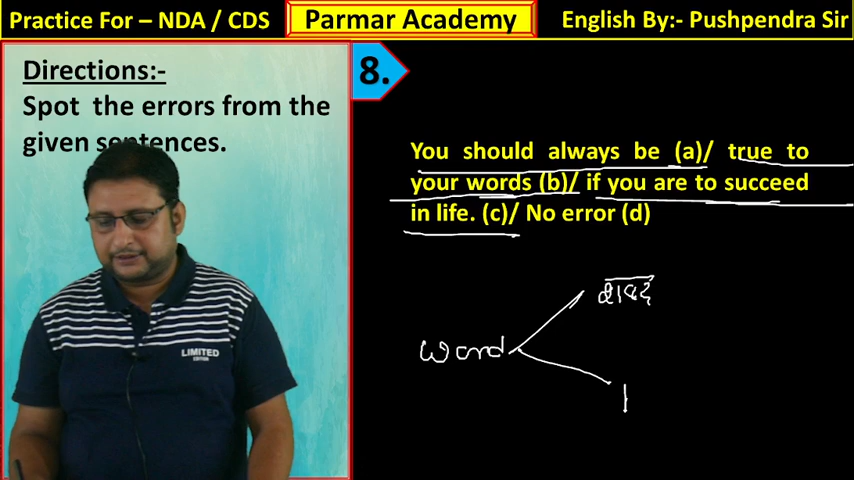 Practice For – NDA / CDS
Parmar Academy
English By:- Pushpendra Sir
Directions:-
Spot the errors from the
given sentences.
8.
You should always be (a)/ true to
your words (b)/ if you are to succeed
in life. (c)/ No error (d)
word
शब्द
LIMITED
EDITION